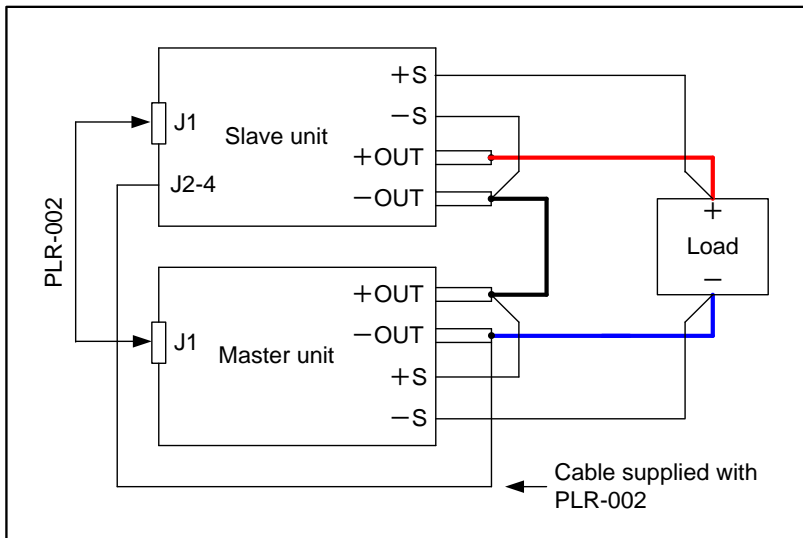 +S
−S
+OUT
−OUT
J1
Slave unit
J2-4
PLR-002
+
Load
−
+OUT
−OUT
+S
−S
J1
Master unit
Cable supplied with
PLR-002